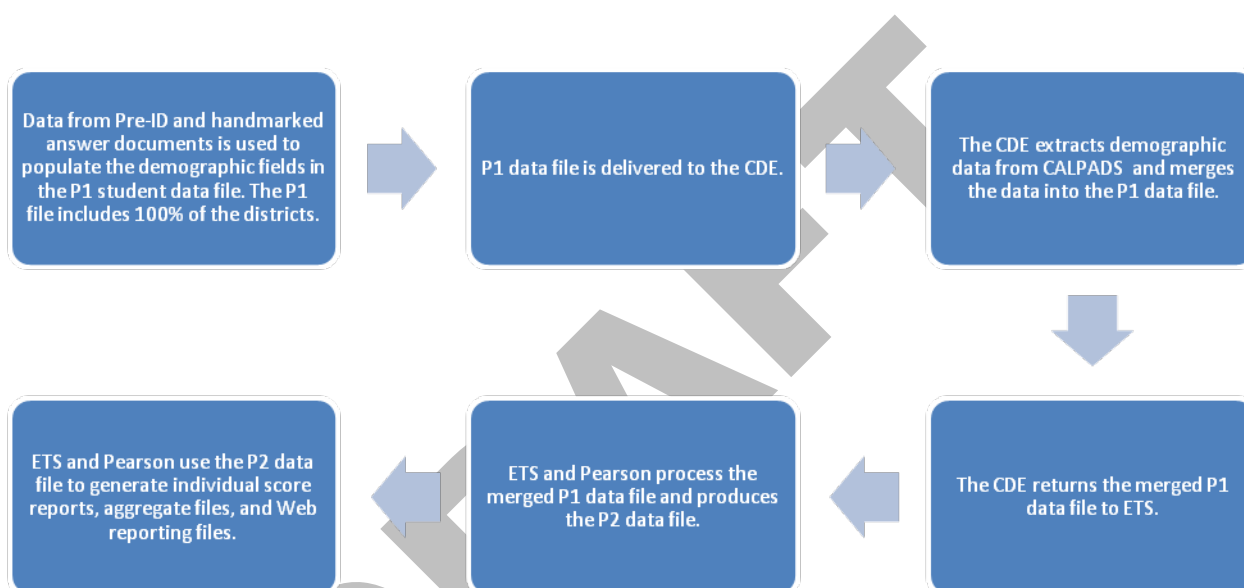 Data from Pre-ID and handmarked
answer documents is used to
populate the demographic fields in
the P1 student data file. The P1
file includes 100% of the districts.
P1 data file is delivered to the CDE.
The CDE extracts demographic
data from CALPADS and merges
the data into the P1 data file.
The CDE returns the merged P1
data file to ETS.
ETS and Pearson process the
merged P1 data file and produces
the P2 data file.
ETS and Pearson use the P2 data
file to generate individual score
reports, aggregate files, and Web
reporting files.
DRAFT